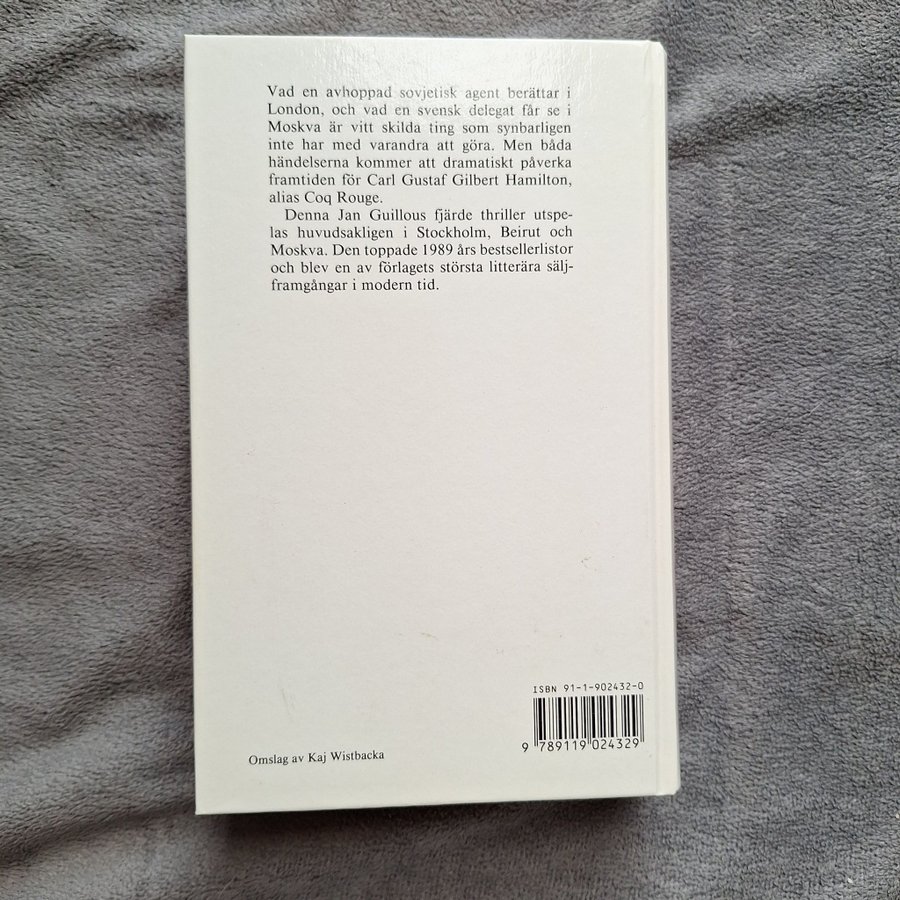 Vad en avhoppad sovjetisk agent berättar i
London, och vad en svensk delegat får se i
Moskva är vitt skilda ting som synbarligen
inte har med varandra att göra. Men båda
händelserna kommer att dramatiskt påverka
framtiden för Carl Gustaf Gilbert Hamilton,
alias Coq Rouge.
Denna Jan Guillous fjärde thriller utspe-
las huvudsakligen i Stockholm, Beirut och
Moskva. Den toppade 1989 års bestsellerlistor
och blev en av förlagets största litterära sälj-
framgångar i modern tid.
ISBN 91-1-902432-0
9 789119 024329
Omslag av Kaj Wistbacka